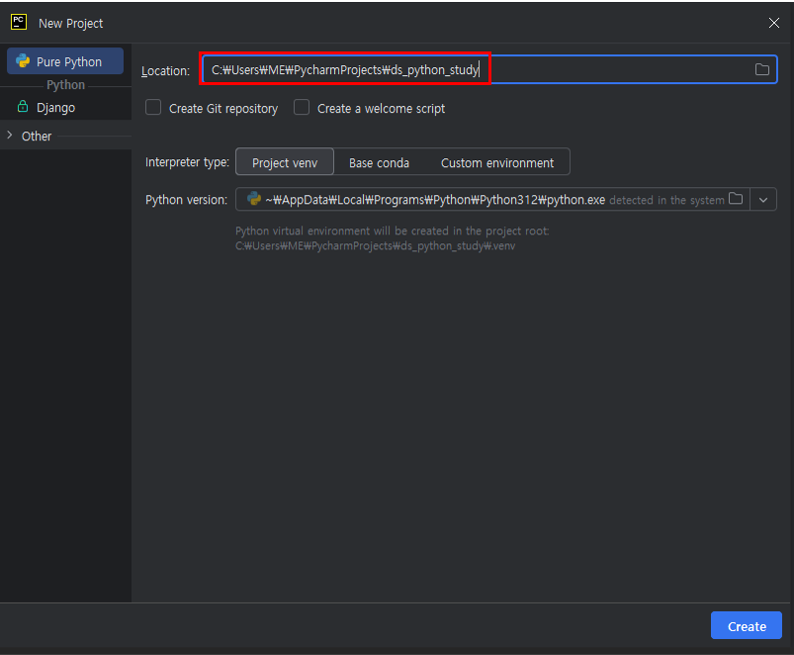 PC
New Project
Pure Python
Python
Django
Other
Location: C:₩Users₩ME₩PycharmProjects₩ds_python_study
Create Git repository Create a welcome script
Interpreter type: Project venv Base conda Custom environment
Python version: ~₩AppData₩Local₩Programs₩Python₩Python312₩python.exe detected in the system
Python virtual environment will be created in the project root:
C:₩Users₩ME₩PycharmProjects₩ds_python_study₩.venv
Create